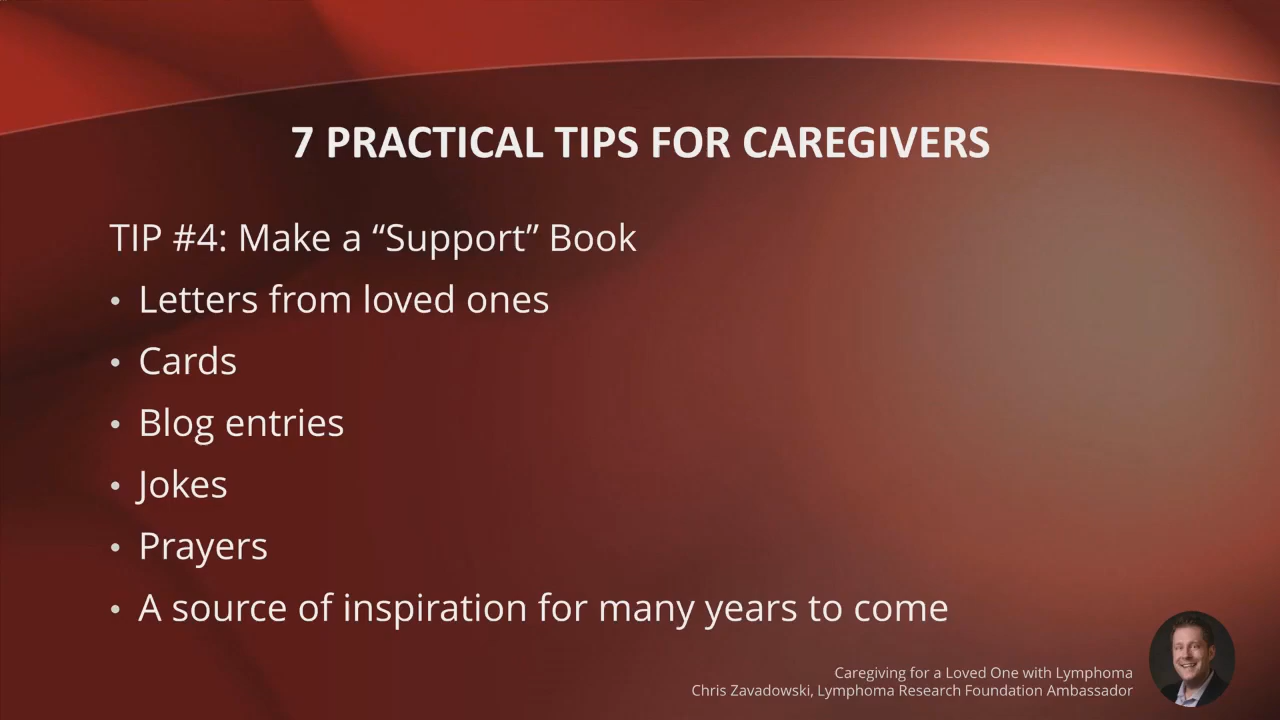 7 PRACTICAL TIPS FOR CAREGIVERS
TIP #4: Make a “Support” Book
• Letters from loved ones
• Cards
• Blog entries
• Jokes
• Prayers
• A source of inspiration for many years to come
Caregiving for a Loved One with Lymphoma
Chris Zavadowski, Lymphoma Research Foundation Ambassador